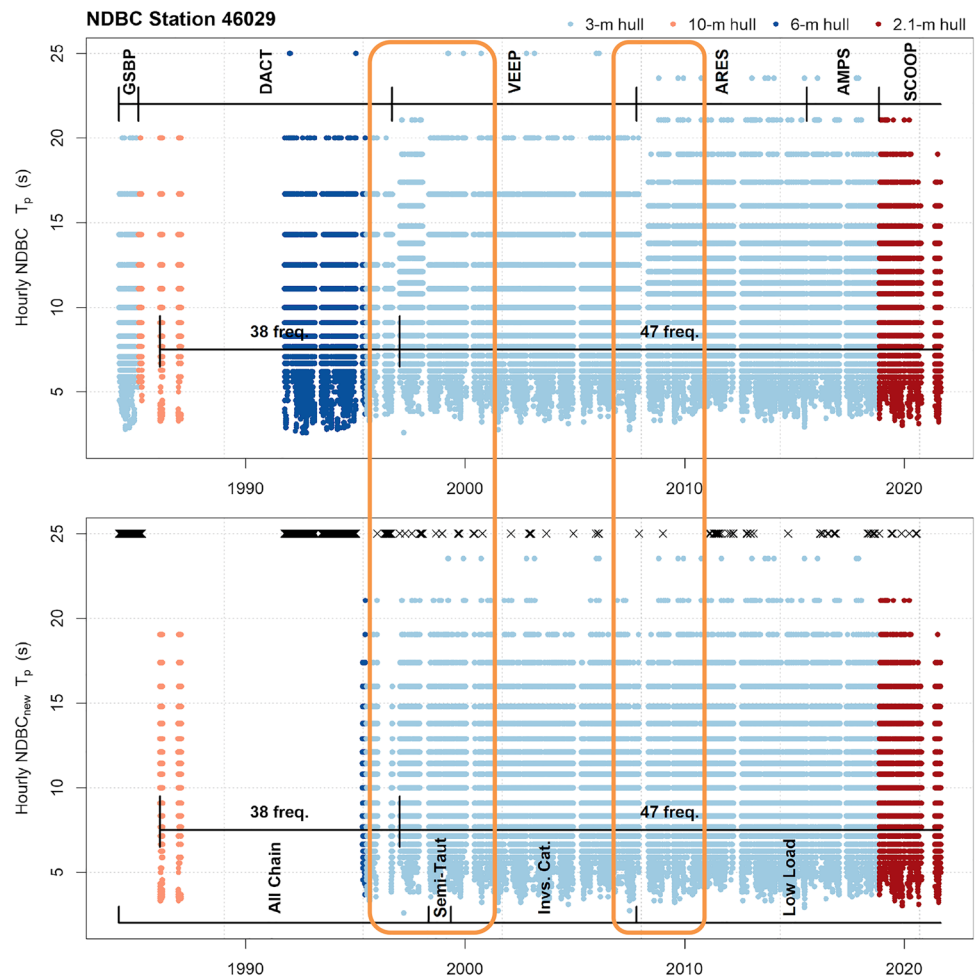 NDBC Station 46029
3-m hull 10-m hull 6-m hull 2.1-m hull
GSBP DACT VEEP ARES AMPS SCOOP
25
20
15
10
5
Hourly NDBC Tp (s)
38 freq. 47 freq.
1990 2000 2010 2020
25
20
15
10
5
Hourly NDBCnew Tp (s)
38 freq. 47 freq.
All Chain Semi-Taut Invs. Cat. Low Load
1990 2000 2010 2020